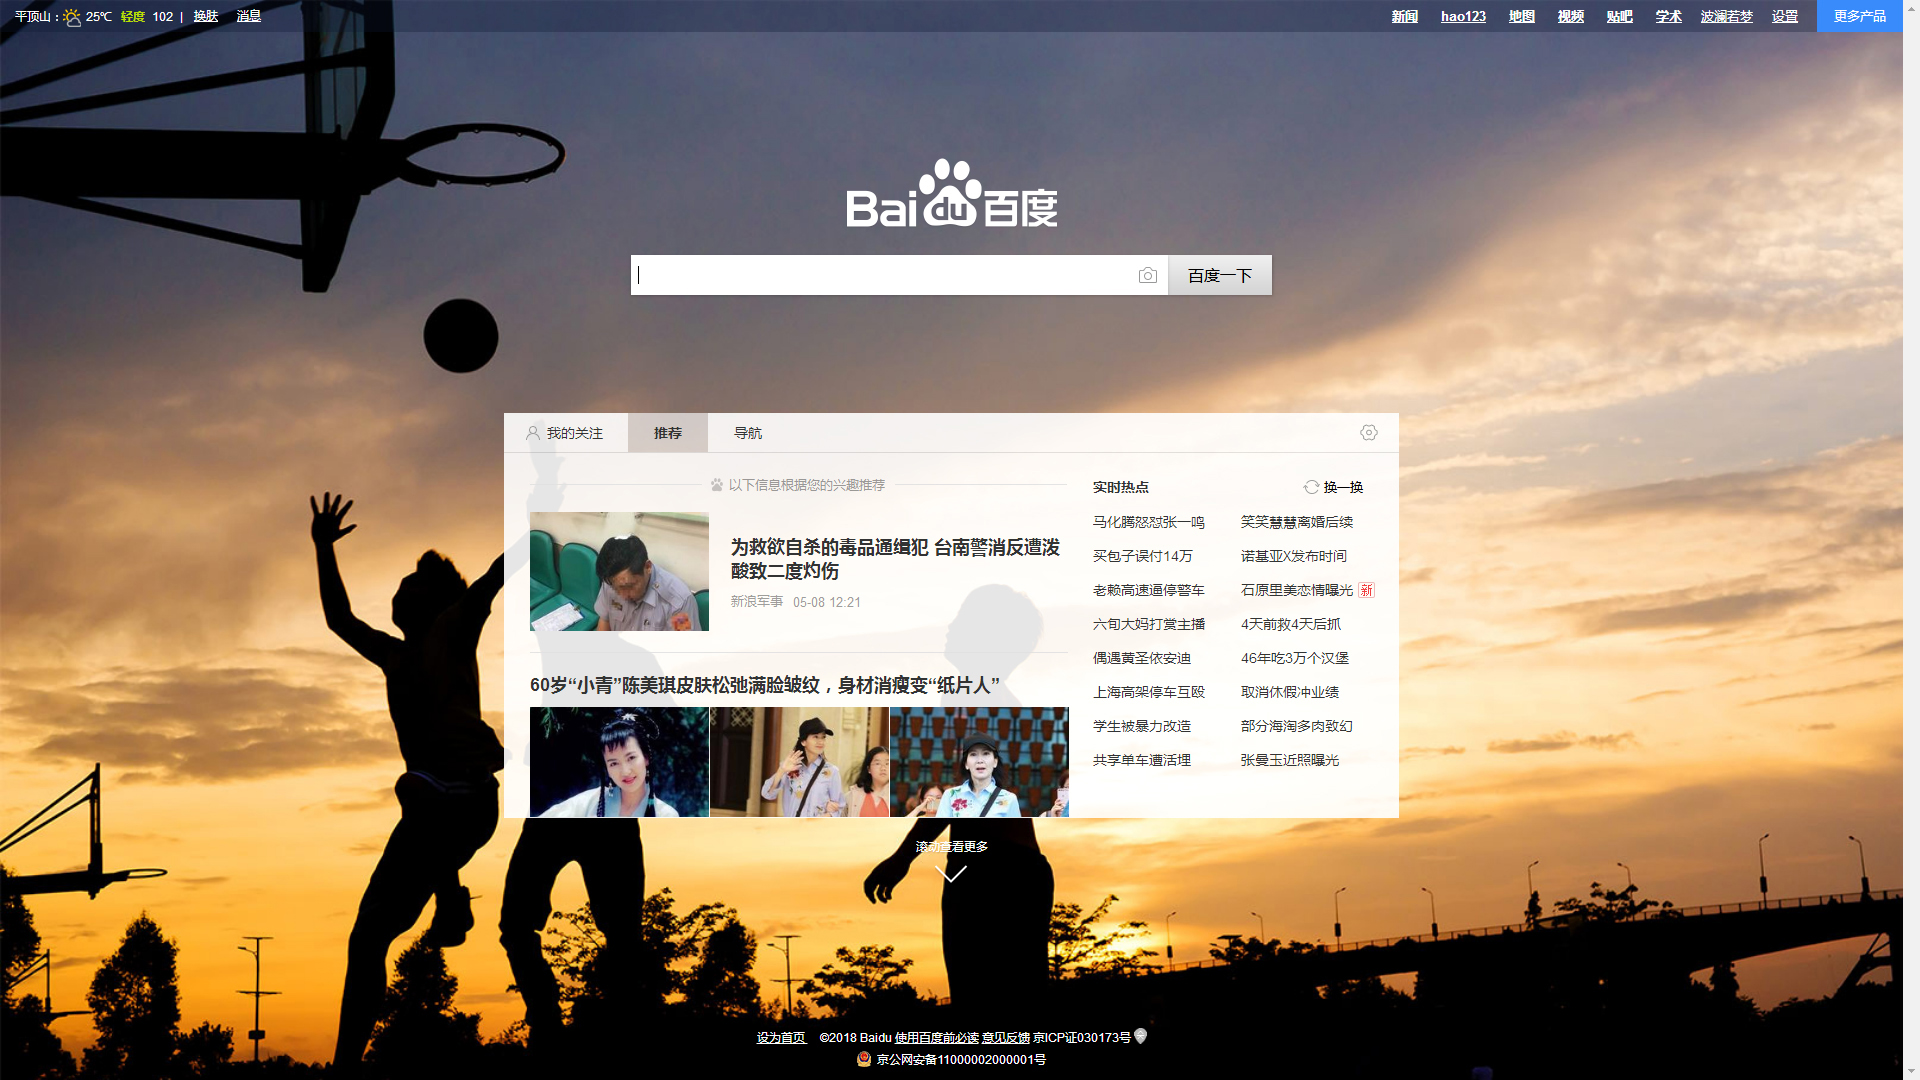 平顶山： 25℃ 轻度 102 | 换肤 消息
新闻 hao123 地图 视频 贴吧 学术 波澜若梦 设置 更多产品
Bai du 百度
百度一下
我的关注 推荐 导航
以下信息根据您的兴趣推荐
为救欲自杀的毒品通缉犯 台南警消反遭泼
酸致二度灼伤
新浪军事 05-08 12:21
60岁“小青”陈美琪皮肤松弛满脸皱纹，身材消瘦变“纸片人”
实时热点 换一换
马化腾怒怼张一鸣 笑笑慧慧离婚后续
买包子误付14万 诺基亚X发布时间
老赖高速逼停警车 石原里美恋情曝光 新
六旬大妈打赏主播 4天前救4天后抓
偶遇黄圣依安迪 46年吃3万个汉堡
上海高架停车互殴 取消休假冲业绩
学生被暴力改造 部分海淘多肉致幻
共享单车遭活埋 张曼玉近照曝光
滚动查看更多
设为首页 ©2018 Baidu 使用百度前必读 意见反馈 京ICP证030173号
京公网安备11000002000001号